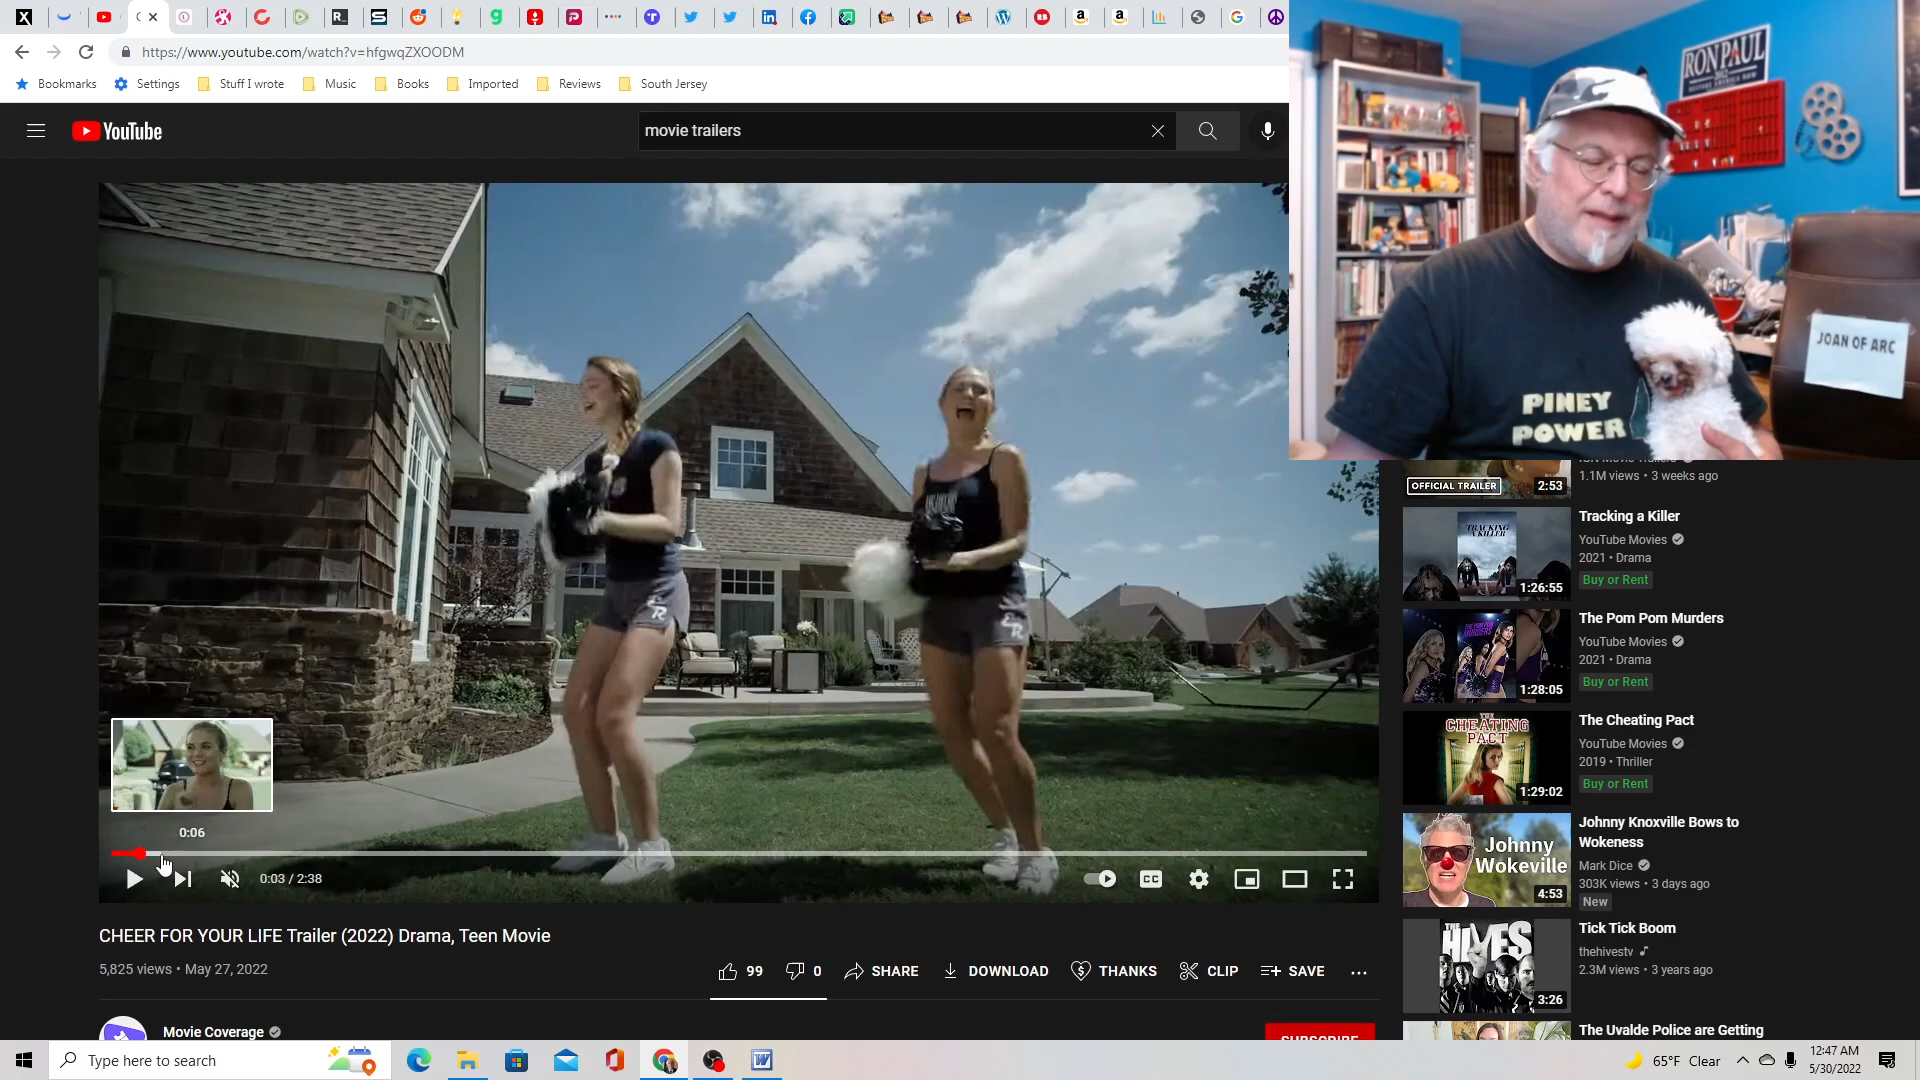 https://www.youtube.com/watch?v=hfgwqZXOODM
Bookmarks Settings Stuff I wrote Music Books Imported Reviews South Jersey
YouTube
movie trailers
RON PAUL
JOAN OF ARC
PINEY
POWER
1.1M views • 3 weeks ago
OFFICIAL TRAILER 2:53
Tracking a Killer
YouTube Movies
2021 • Drama
Buy or Rent
TRACKING
A KILLER
1:26:55
The Pom Pom Murders
YouTube Movies
2021 • Drama
Buy or Rent
1:28:05
The Cheating Pact
YouTube Movies
2019 • Thriller
Buy or Rent
THE
CHEATING
PACT
1:29:02
Johnny Knoxville Bows to
Wokeness
Mark Dice
303K views • 3 days ago
New
Johnny
Wokeville
4:53
Tick Tick Boom
thehivestv
2.3M views • 3 years ago
THE
HIVES
3:26
The Uvalde Police are Getting
0:06
0:03 / 2:38
CC
CHEER FOR YOUR LIFE Trailer (2022) Drama, Teen Movie
5,825 views • May 27, 2022
99 0 SHARE DOWNLOAD THANKS CLIP SAVE
Movie Coverage
SUBSCRIBE
Type here to search
65°F Clear
12:47 AM
5/30/2022